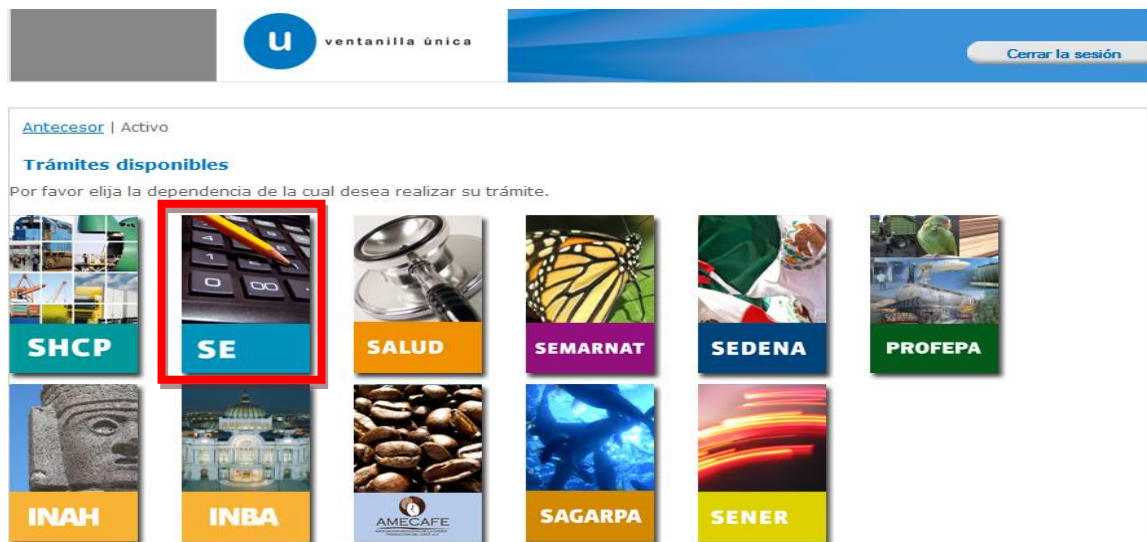 u ventanilla única
Cerrar la sesión
Antecesor | Activo
Trámites disponibles
Por favor elija la dependencia de la cual desea realizar su trámite.
SHCP SE SALUD SEMARNAT SEDENA PROFEPA
INAH INBA AMECAFE SAGARPA SENER